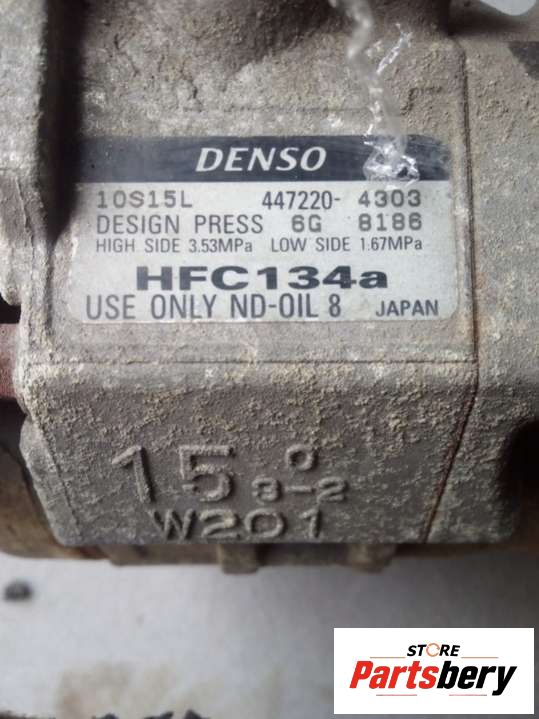 DENSO
10S15L 447220- 4303
DESIGN PRESS 6G 8186
HIGH SIDE 3.53MPa LOW SIDE 1.67MPa
HFC134a
USE ONLY ND-OIL 8 JAPAN
15 0
3-2
W201
STORE
Partsbery